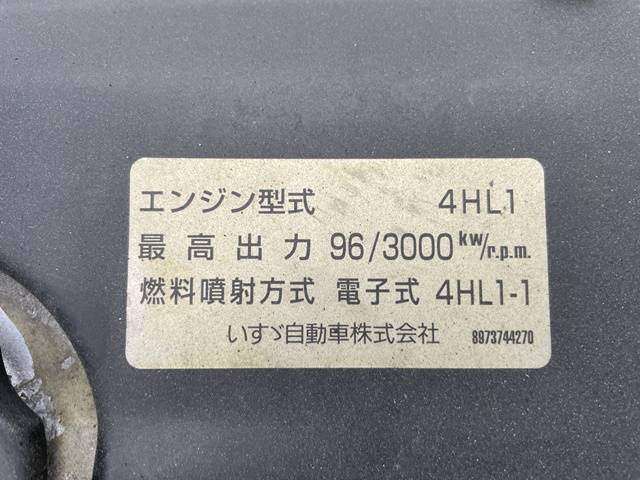 エンジン型式 4HL1
最高出力 96/3000 kw/r.p.m.
燃料噴射方式 電子式 4HL1-1
いすゞ自動車株式会社 8973744270